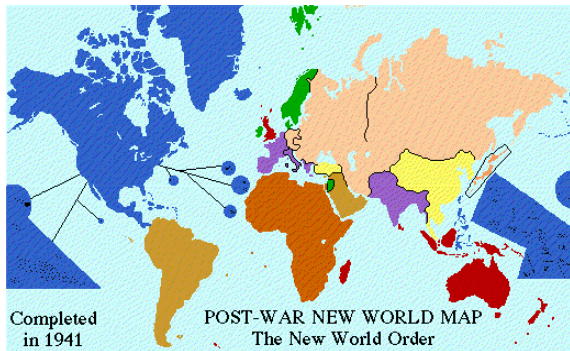 Completed
in 1941
POST-WAR NEW WORLD MAP
The New World Order